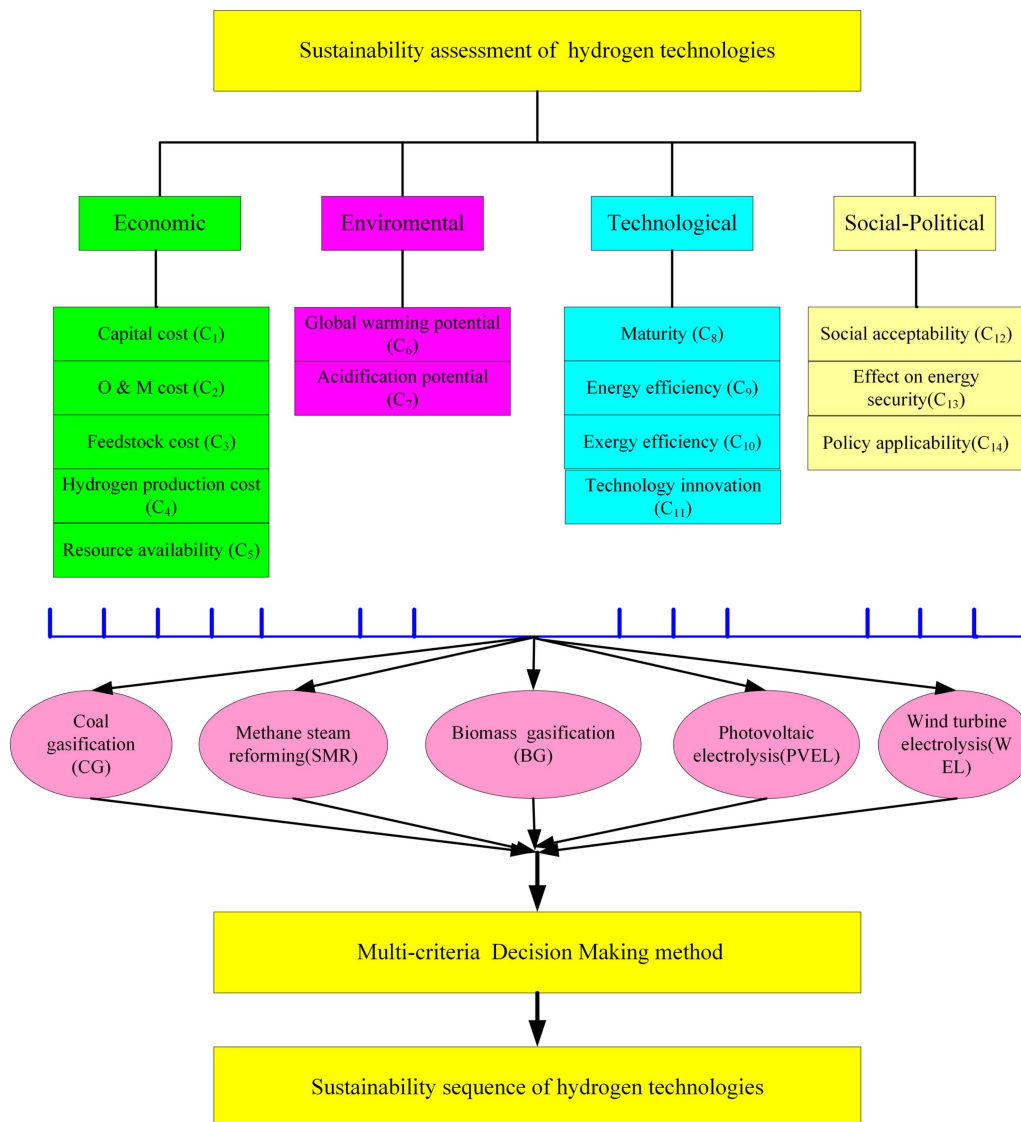 Sustainability assessment of hydrogen technologies
Economic
Enviromental
Technological
Social-Political
Capital cost (C₁)
O & M cost (C₂)
Feedstock cost (C₃)
Hydrogen production cost
(C₄)
Resource availability (C₅)
Global warming potential
(C₆)
Acidification potential
(C₇)
Maturity (C₈)
Energy efficiency (C₉)
Exergy efficiency (C₁₀)
Technology innovation
(C₁₁)
Social acceptability (C₁₂)
Effect on energy
security(C₁₃)
Policy applicability(C₁₄)
Coal
gasification
(CG)
Methane steam
reforming(SMR)
Biomass gasification
(BG)
Photovoltaic
electrolysis(PVEL)
Wind turbine
electrolysis(W
EL)
Multi-criteria Decision Making method
Sustainability sequence of hydrogen technologies